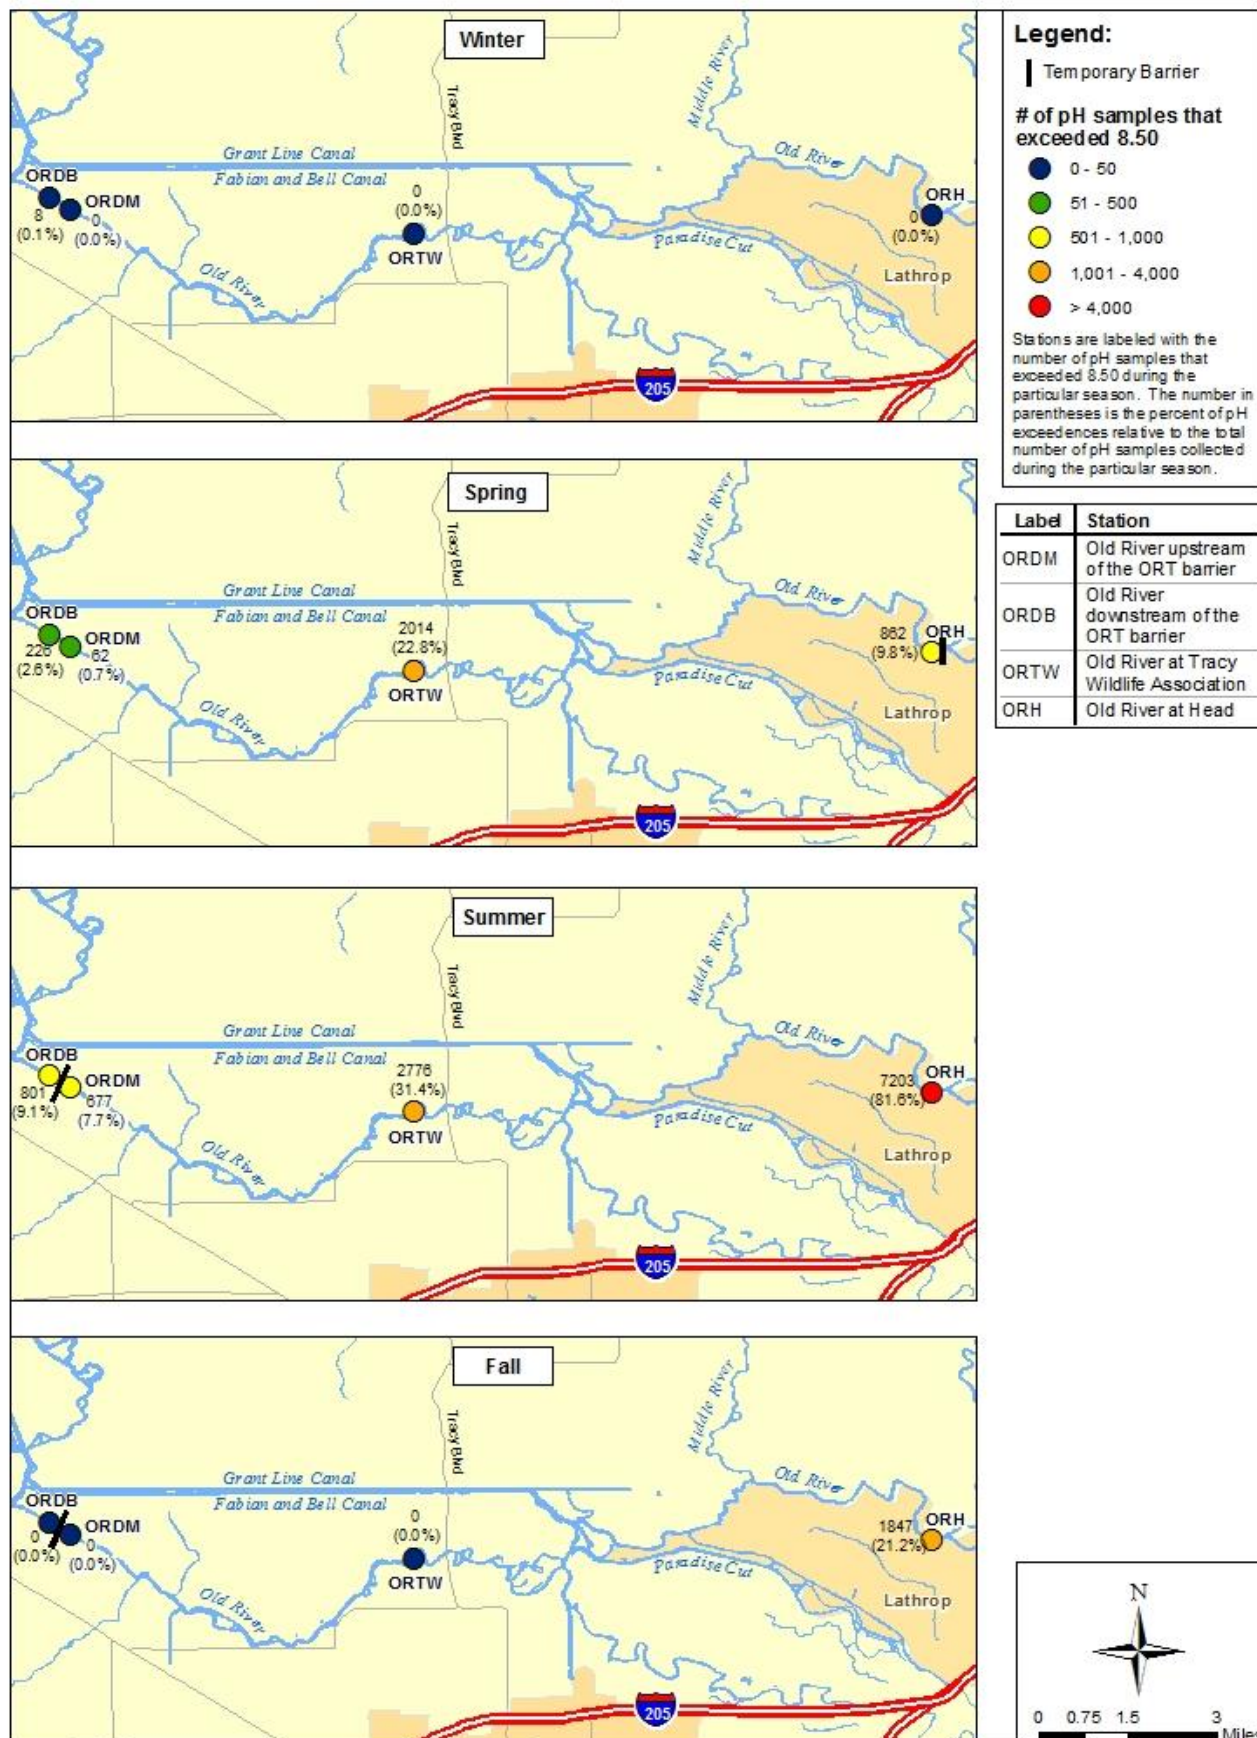 Winter
Tracy Blvd
Middle River
Old River
Grant Line Canal
Fabian and Bell Canal
ORDB
ORDM
8
(0.1%)
0
(0.0%)
0
(0.0%)
ORTW
ORH
0
(0.0%)
Paradise Cut
Lathrop
Old River
205
Spring
Tracy Blvd
Middle River
Old River
Grant Line Canal
Fabian and Bell Canal
ORDB
ORDM
226
(2.6%)
62
(0.7%)
2014
(22.8%)
ORTW
862
(9.8%)
ORH
Paradise Cut
Lathrop
Old River
205
Summer
Tracy Blvd
Middle River
Old River
Grant Line Canal
Fabian and Bell Canal
ORDB
ORDM
801
(9.1%)
677
(7.7%)
2776
(31.4%)
ORTW
7203
(81.6%)
ORH
Paradise Cut
Lathrop
Old River
205
Fall
Tracy Blvd
Middle River
Old River
Grant Line Canal
Fabian and Bell Canal
ORDB
ORDM
0
(0.0%)
0
(0.0%)
0
(0.0%)
ORTW
1847
(21.2%)
ORH
Paradise Cut
Lathrop
Old River
205
Legend:
Temporary Barrier
# of pH samples that
exceeded 8.50
0 - 50
51 - 500
501 - 1,000
1,001 - 4,000
> 4,000
Stations are labeled with the
number of pH samples that
exceeded 8.50 during the
particular season. The number in
parentheses is the percent of pH
exceedences relative to the total
number of pH samples collected
during the particular season.
Label Station
ORDM Old River upstream
of the ORT barrier
ORDB Old River
downstream of the
ORT barrier
ORTW Old River at Tracy
Wildlife Association
ORH Old River at Head
N
0 0.75 1.5 3
Miles